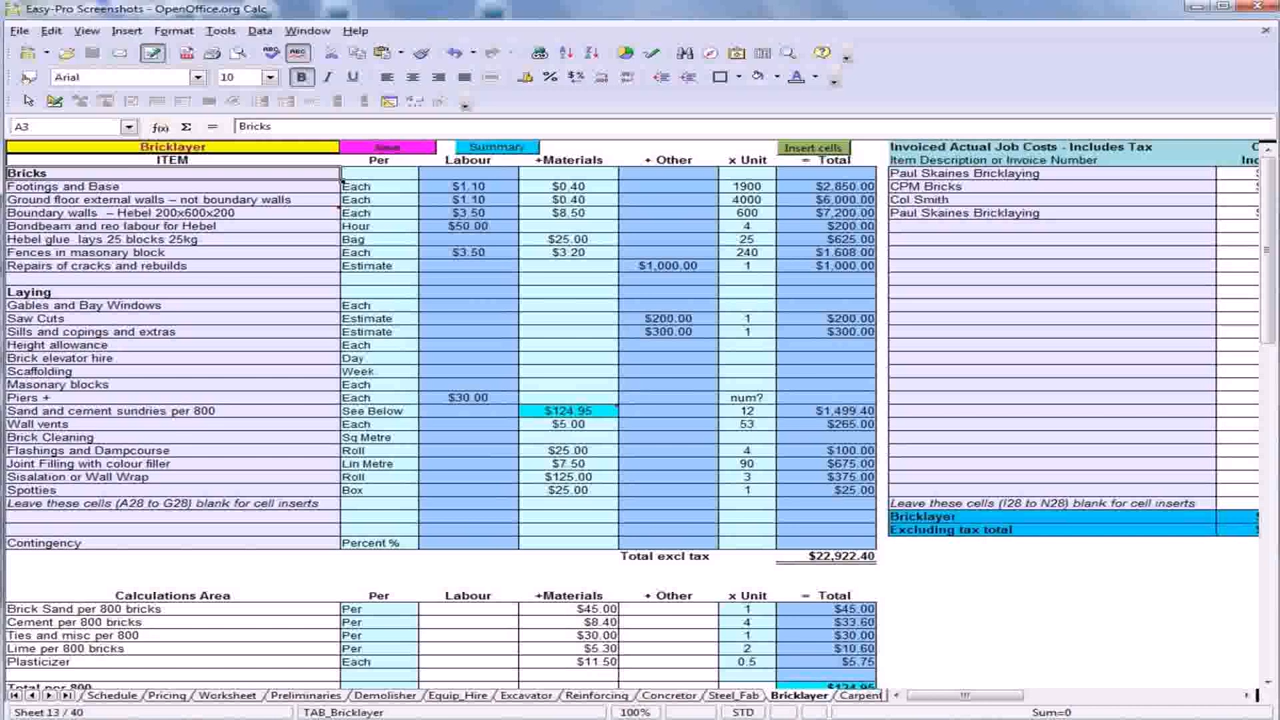 Easy-Pro Screenshots - OpenOffice.org Calc
File Edit View Insert Format Tools Data Window Help
Arial 10
A3 Bricks
Bricklayer Summary Insert cells Invoiced Actual Job Costs - Includes Tax
ITEM Per Labour +Materials + Other x Unit = Total Item Description or Invoice Number
Bricks Paul Skaines Bricklaying
Footings and Base Each $1.10 $0.40 1900 $2,850.00 CPM Bricks
Ground floor external walls – not boundary walls Each $1.10 $0.40 4000 $6,000.00 Col Smith
Boundary walls – Hebel 200x600x200 Each $3.50 $8.50 600 $7,200.00 Paul Skaines Bricklaying
Bondbeam and reo labour for Hebel Hour $50.00 4 $200.00
Hebel glue lays 25 blocks 25kg Bag $25.00 25 $625.00
Fences in masonary block Each $3.50 $3.20 240 $1,608.00
Repairs of cracks and rebuilds Estimate $1,000.00 1 $1,000.00
Laying
Gables and Bay Windows Each
Saw Cuts Estimate $200.00 1 $200.00
Sills and copings and extras Estimate $300.00 1 $300.00
Height allowance Each
Brick elevator hire Day
Scaffolding Week
Masonary blocks Each
Piers + Each $30.00 num?
Sand and cement sundries per 800 See Below $124.95 12 $1,499.40
Wall vents Each $5.00 53 $265.00
Brick Cleaning Sq Metre
Flashings and Dampcourse Roll $25.00 4 $100.00
Joint Filling with colour filler Lin Metre $7.50 90 $675.00
Sisalation or Wall Wrap Roll $125.00 3 $375.00
Spotties Box $25.00 1 $25.00
Leave these cells (A28 to G28) blank for cell inserts Leave these cells (I28 to N28) blank for cell inserts
Bricklayer
Excluding tax total
Contingency Percent %
Total excl tax $22,922.40
Calculations Area Per Labour +Materials + Other x Unit = Total
Brick Sand per 800 bricks Per $45.00 1 $45.00
Cement per 800 bricks Per $8.40 4 $33.60
Ties and misc per 800 Per $30.00 1 $30.00
Lime per 800 bricks Per $5.30 2 $10.60
Plasticizer Each $11.50 0.5 $5.75
Total per 800 $124.95
Schedule Pricing Worksheet Preliminaries Demolisher Equip_Hire Excavator Reinforcing Concretor Steel_Fab Bricklayer Carpent
Sheet 13 / 40 TAB_Bricklayer 100% STD Sum=0